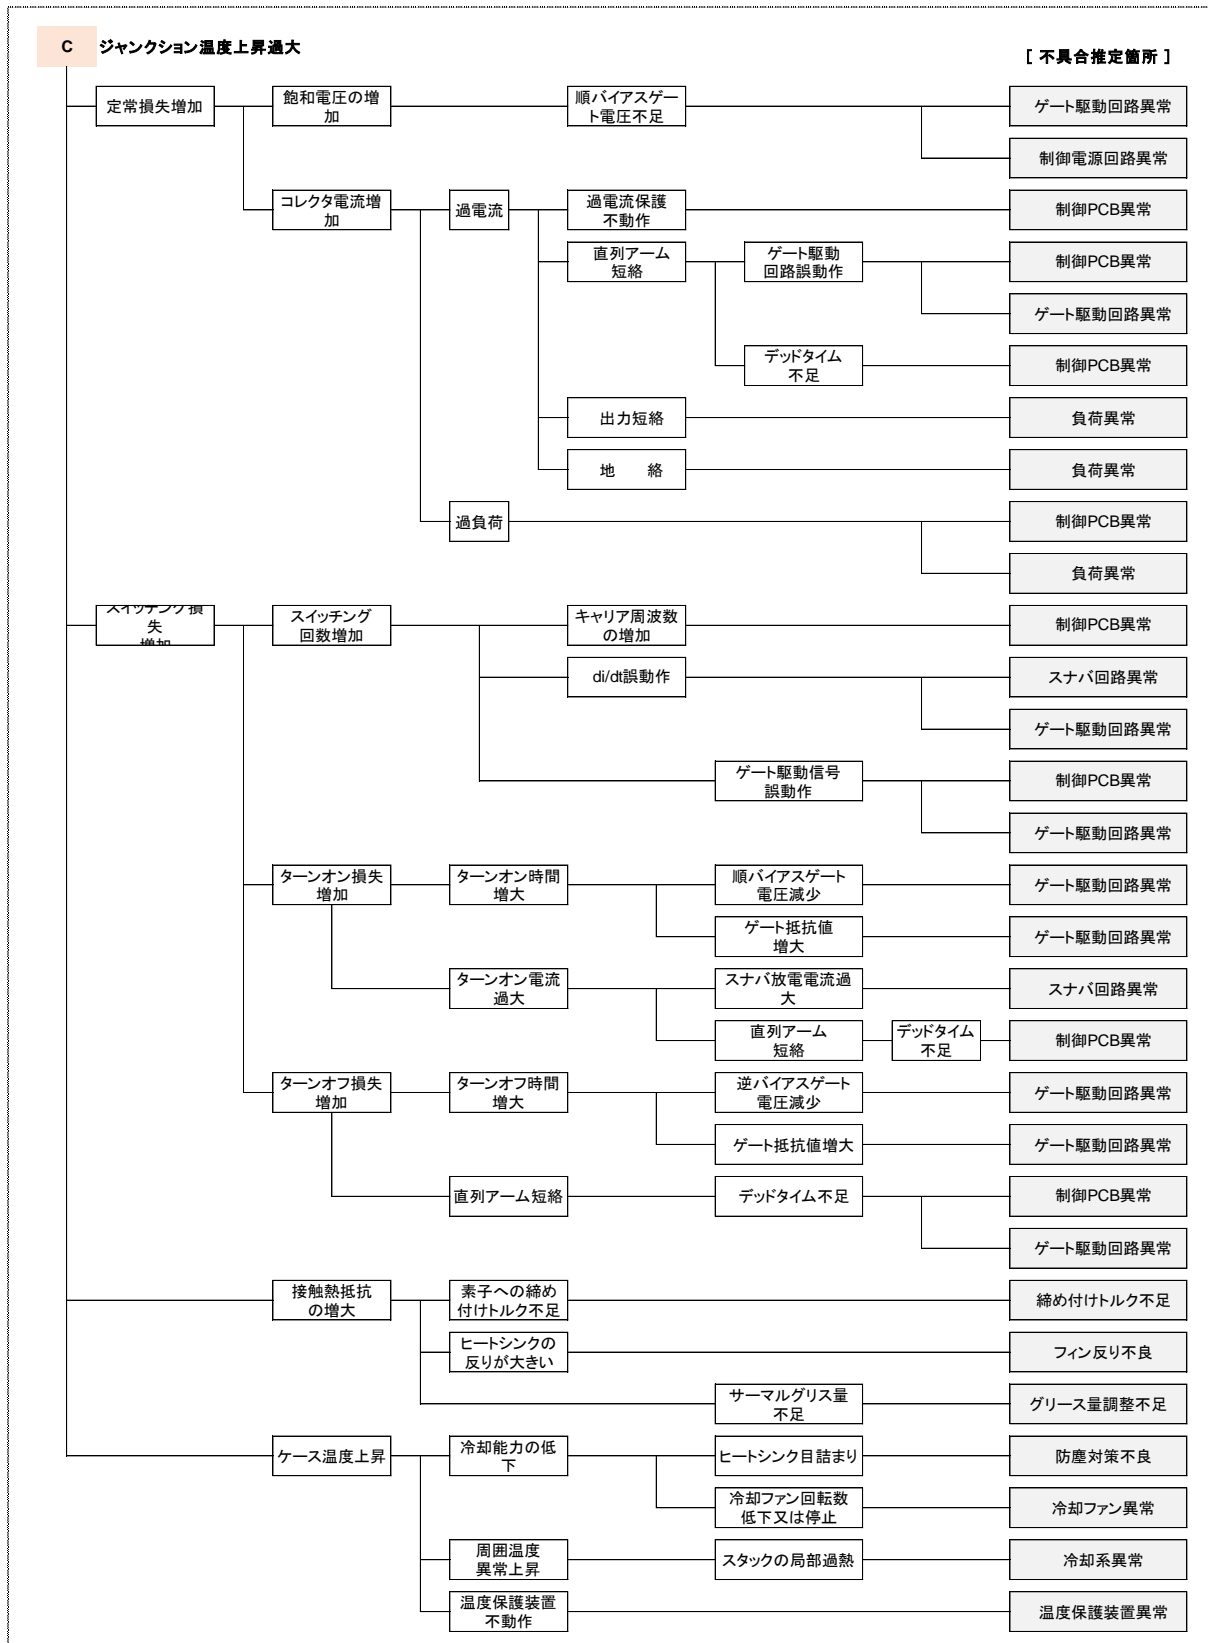 C ジャンクション温度上昇過大
[ 不具合推定箇所 ]
定常損失増加
飽和電圧の増
加
順バイアスゲー
ト電圧不足
ゲート駆動回路異常
制御電源回路異常
コレクタ電流増
加
過電流
過電流保護
不動作
制御PCB異常
直列アーム
短絡
ゲート駆動
回路誤動作
制御PCB異常
ゲート駆動回路異常
デッドタイム
不足
制御PCB異常
出力短絡
負荷異常
地 絡
負荷異常
過負荷
制御PCB異常
負荷異常
スイッチング損
失
増加
スイッチング
回数増加
キャリア周波数
の増加
制御PCB異常
di/dt誤動作
スナバ回路異常
ゲート駆動回路異常
ゲート駆動信号
誤動作
制御PCB異常
ゲート駆動回路異常
ターンオン損失
増加
ターンオン時間
増大
順バイアスゲート
電圧減少
ゲート駆動回路異常
ゲート抵抗値
増大
ゲート駆動回路異常
ターンオン電流
過大
スナバ放電電流過
大
スナバ回路異常
直列アーム
短絡
デッドタイム
不足
制御PCB異常
ターンオフ損失
増加
ターンオフ時間
増大
逆バイアスゲート
電圧減少
ゲート駆動回路異常
ゲート抵抗値増大
ゲート駆動回路異常
直列アーム短絡
デッドタイム不足
制御PCB異常
ゲート駆動回路異常
接触熱抵抗
の増大
素子への締め
付けトルク不足
締め付けトルク不足
ヒートシンクの
反りが大きい
フィン反り不良
サーマルグリス量
不足
グリース量調整不足
ケース温度上昇
冷却能力の低
下
ヒートシンク目詰まり
防塵対策不良
冷却ファン回転数
低下又は停止
冷却ファン異常
周囲温度
異常上昇
スタックの局部過熱
冷却系異常
温度保護装置
不動作
温度保護装置異常